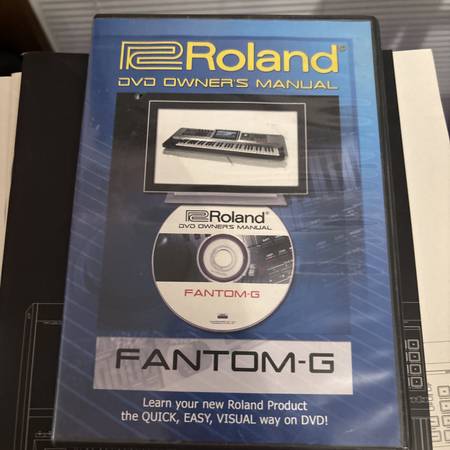 Roland®
DVD OWNER'S MANUAL
Roland®
DVD OWNER'S MANUAL
FANTOM-G
FANTOM-G
Learn your new Roland Product
the QUICK, EASY, VISUAL way on DVD!